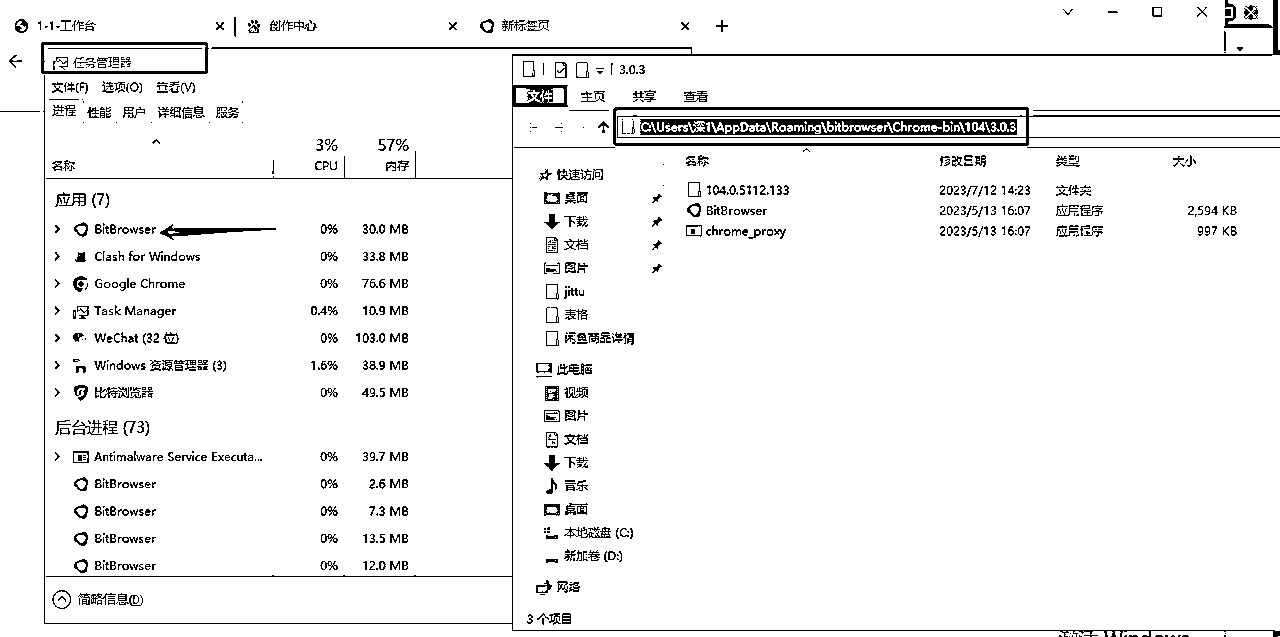 1-1-工作台
创作中心
新标签页
任务管理器
文件(F) 选项(O) 查看(V)
进程 性能 用户 详细信息 服务
3% 57%
名称 CPU 内存
应用 (7)
BitBrowser 0% 30.0 MB
Clash for Windows 0% 33.8 MB
Google Chrome 0% 76.6 MB
Task Manager 0.4% 10.9 MB
WeChat (32 位) 0% 103.0 MB
Windows 资源管理器 (3) 1.6% 38.9 MB
比特浏览器 0% 49.5 MB
后台进程 (73)
Antimalware Service Executa... 0% 39.7 MB
BitBrowser 0% 2.6 MB
BitBrowser 0% 7.3 MB
BitBrowser 0% 13.5 MB
BitBrowser 0% 12.0 MB
简略信息(D)
3.0.3
文件 主页 共享 查看
C:\Users\深1\AppData\Roaming\bitbrowser\Chrome-bin\104\3.0.3
名称 修改日期 类型 大小
104.0.5112.133 2023/7/12 14:23 文件夹
BitBrowser 2023/5/13 16:07 应用程序 2,594 KB
chrome_proxy 2023/5/13 16:07 应用程序 997 KB
快速访问
桌面
下载
文档
图片
jittu
表格
闲鱼商品详情
此电脑
视频
图片
文档
下载
音乐
桌面
本地磁盘 (C:)
新加卷 (D:)
网络
3 个项目
激活 Windows